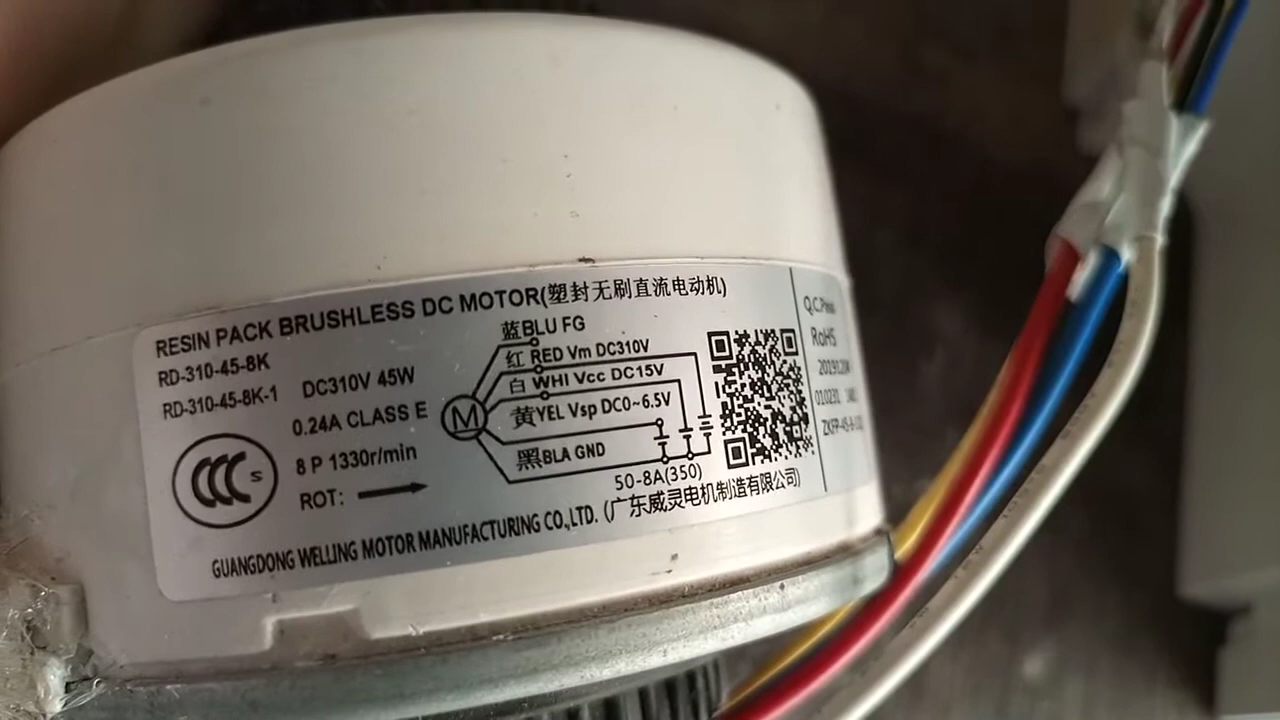 RESIN PACK BRUSHLESS DC MOTOR(塑封无刷直流电动机)
RD-310-45-8K
RD-310-45-8K-1
DC310V 45W
0.24A CLASS E
8 P 1330r/min
ROT:
CCC S
蓝BLU FG
红 RED Vm DC310V
白 WHI Vcc DC15V
黄YEL Vsp DC0~6.5V
黑BLA GND
M
50-8A(350)
GUANGDONG WELLING MOTOR MANUFACTURING CO.,LTD. (广东威灵电机制造有限公司)
Q.C.Pass
RoHS
010231